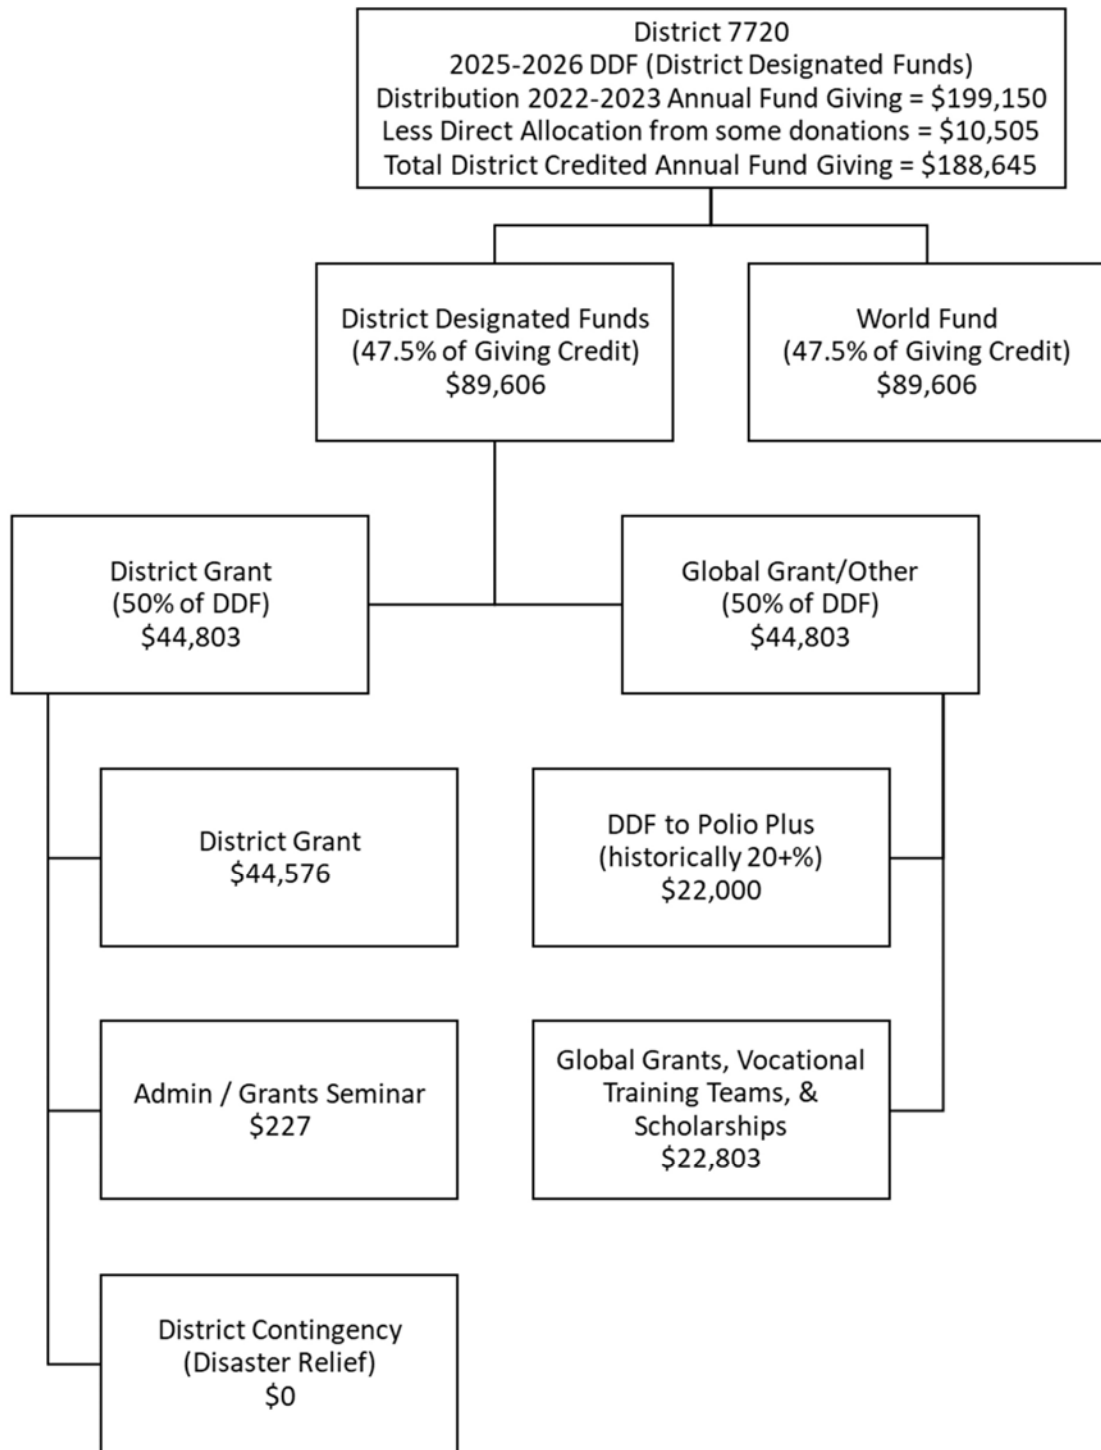 District 7720
2025-2026 DDF (District Designated Funds)
Distribution 2022-2023 Annual Fund Giving = $199,150
Less Direct Allocation from some donations = $10,505
Total District Credited Annual Fund Giving = $188,645
District Designated Funds
(47.5% of Giving Credit)
$89,606
World Fund
(47.5% of Giving Credit)
$89,606
District Grant
(50% of DDF)
$44,803
Global Grant/Other
(50% of DDF)
$44,803
District Grant
$44,576
DDF to Polio Plus
(historically 20+%)
$22,000
Admin / Grants Seminar
$227
Global Grants, Vocational
Training Teams, &
Scholarships
$22,803
District Contingency
(Disaster Relief)
$0